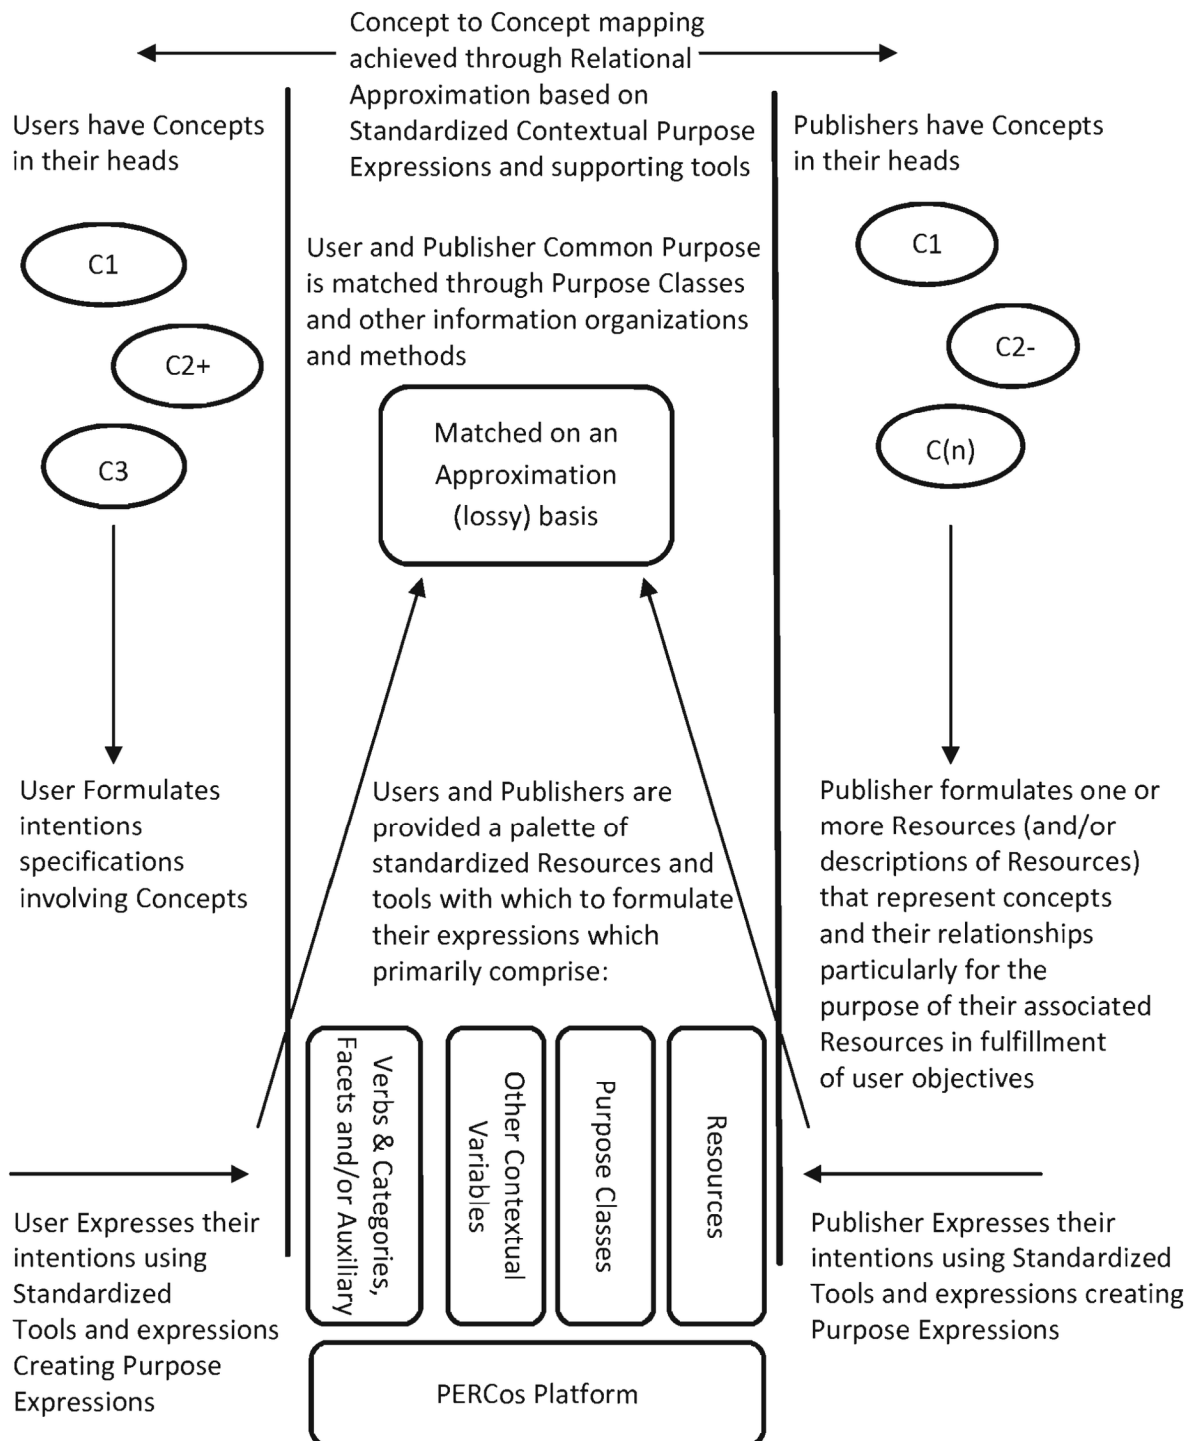 Concept to Concept mapping
achieved through Relational
Approximation based on
Standardized Contextual Purpose
Expressions and supporting tools
Users have Concepts
in their heads
C1
C2+
C3
User Formulates
intentions
specifications
involving Concepts
User Expresses their
intentions using
Standardized
Tools and expressions
Creating Purpose
Expressions
User and Publisher Common Purpose
is matched through Purpose Classes
and other information organizations
and methods
Matched on an
Approximation
(lossy) basis
Users and Publishers are
provided a palette of
standardized Resources and
tools with which to formulate
their expressions which
primarily comprise:
Verbs & Categories,
Facets and/or Auxiliary
Other Contextual
Variables
Purpose Classes
Resources
PERCos Platform
Publishers have Concepts
in their heads
C1
C2-
C(n)
Publisher formulates one or
more Resources (and/or
descriptions of Resources)
that represent concepts
and their relationships
particularly for the
purpose of their associated
Resources in fulfillment
of user objectives
Publisher Expresses their
intentions using Standardized
Tools and expressions creating
Purpose Expressions